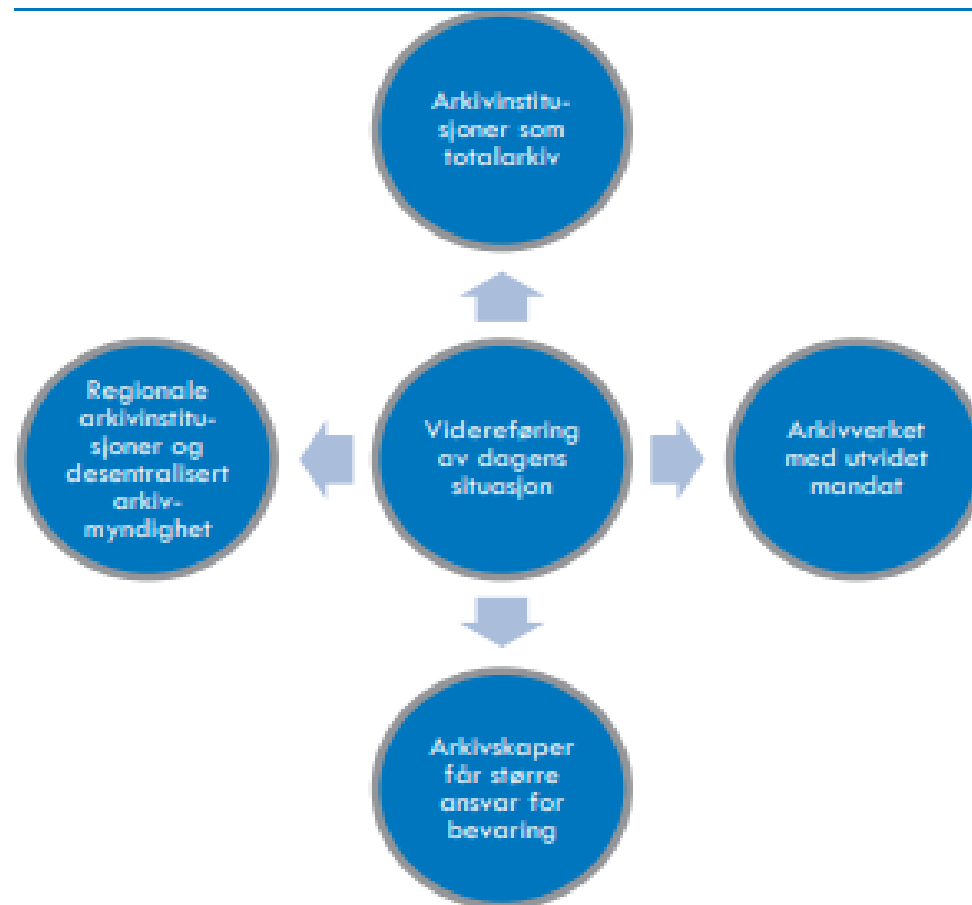 Arkivinstitu-
sjoner som
totalarkiv
Regionale
arkivinstitu-
sjoner og
desentralisert
arkiv-
myndighet
Videreføring
av dagens
situasjon
Arkivverket
med utvidet
mandat
Arkivskaper
får større
ansvar for
bevaring